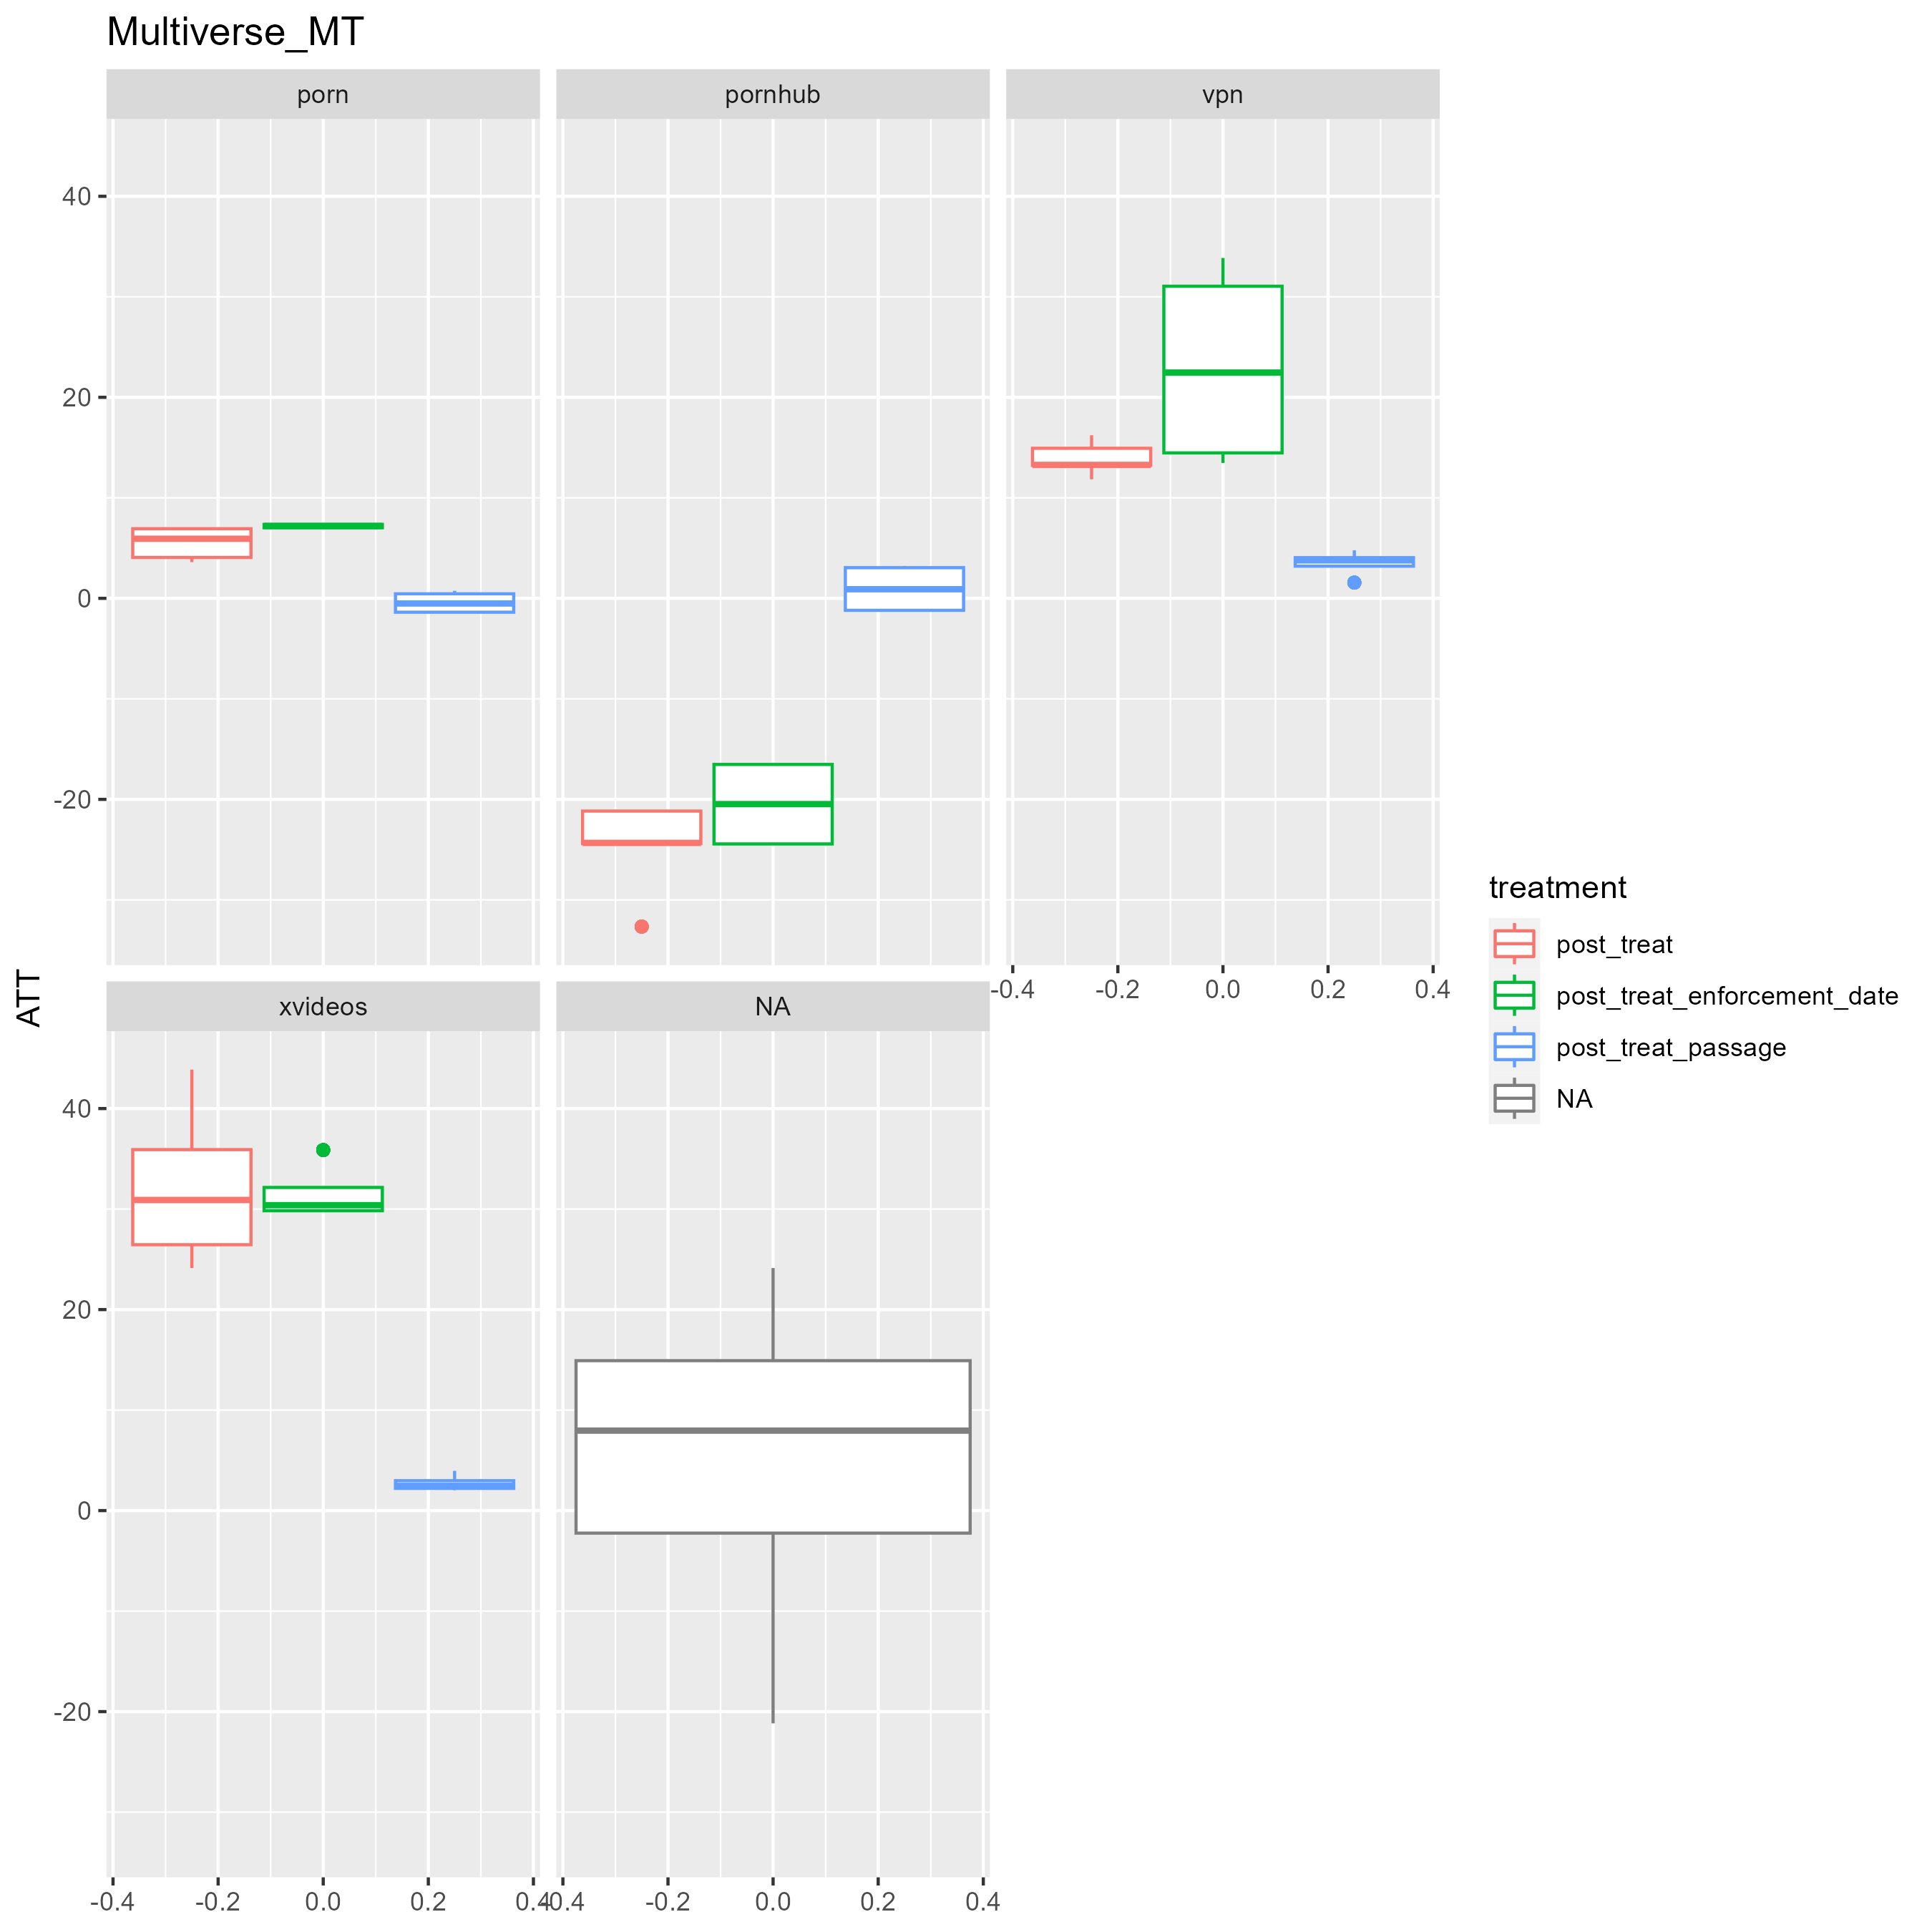 Multiverse_MT
porn
pornhub
vpn
40
20
0
-20
-0.4 -0.2 0.0 0.2 0.4
ATT
xvideos
NA
40
20
0
-20
-0.4 -0.2 0.0 0.2 0.4
-0.4 -0.2 0.0 0.2 0.4
treatment
post_treat
post_treat_enforcement_date
post_treat_passage
NA